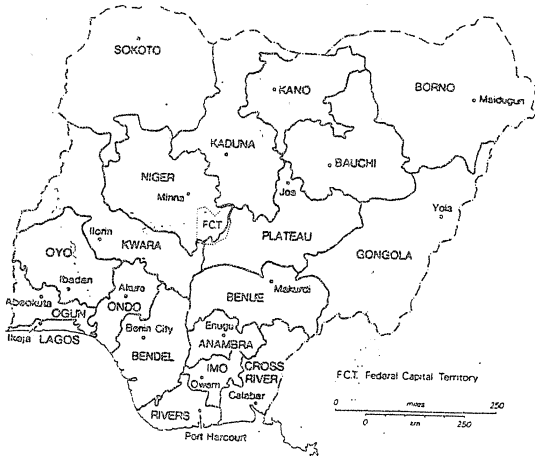 SOKOTO
KANO
BORNO
Maidugun
KADUNA
BAUCHI
NIGER
Minna
Jos
FCT
Yola
Ilorin
KWARA
PLATEAU
OYO
GONGOLA
Ibadan
Akure
BENUE
Makurdi
Abeokuta
ONDO
OGUN
Benin City
Enugu
Ikeja LAGOS
ANAMBRA
BENDEL
IMO
CROSS
RIVER
Owerri
F.C.T. Federal Capital Territory
Calabar
RIVERS
0 miles 250
0 km 250
Port Harcourt